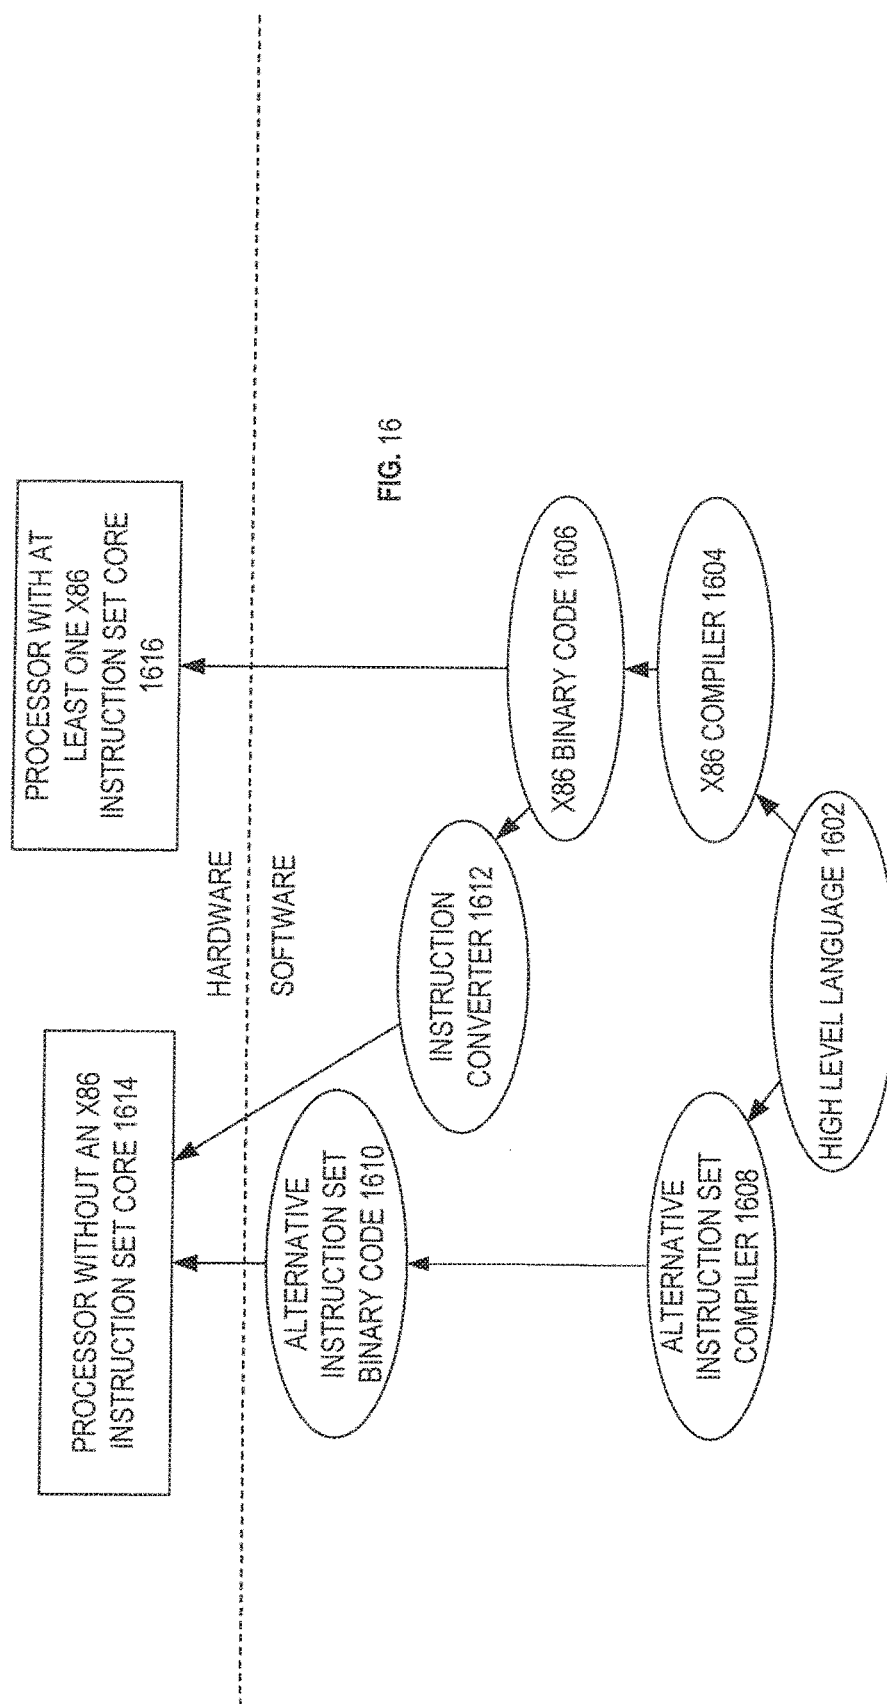 PROCESSOR WITHOUT AN X86
INSTRUCTION SET CORE 1614
PROCESSOR WITH AT
LEAST ONE X86
INSTRUCTION SET CORE
1616
HARDWARE
SOFTWARE
ALTERNATIVE
INSTRUCTION SET
BINARY CODE 1610
INSTRUCTION
CONVERTER 1612
FIG. 16
X86 BINARY CODE 1606
ALTERNATIVE
INSTRUCTION SET
COMPILER 1608
X86 COMPILER 1604
HIGH LEVEL LANGUAGE 1602